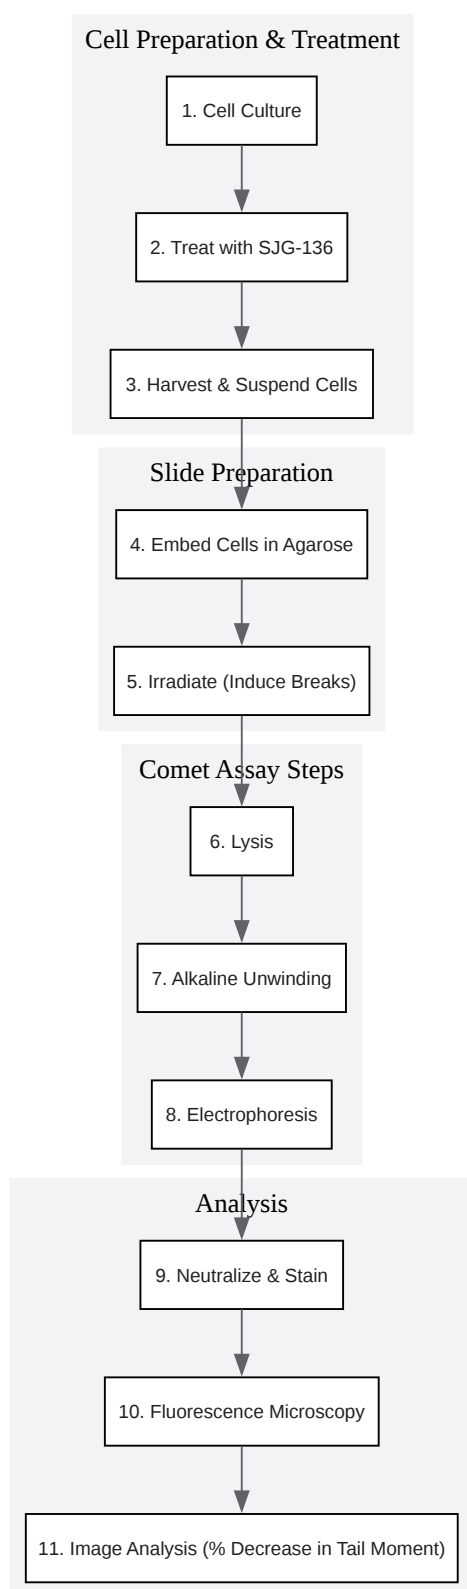 Cell Preparation & Treatment
1. Cell Culture
2. Treat with SJG-136
3. Harvest & Suspend Cells
Slide Preparation
4. Embed Cells in Agarose
5. Irradiate (Induce Breaks)
Comet Assay Steps
6. Lysis
7. Alkaline Unwinding
8. Electrophoresis
Analysis
9. Neutralize & Stain
10. Fluorescence Microscopy
11. Image Analysis (% Decrease in Tail Moment)